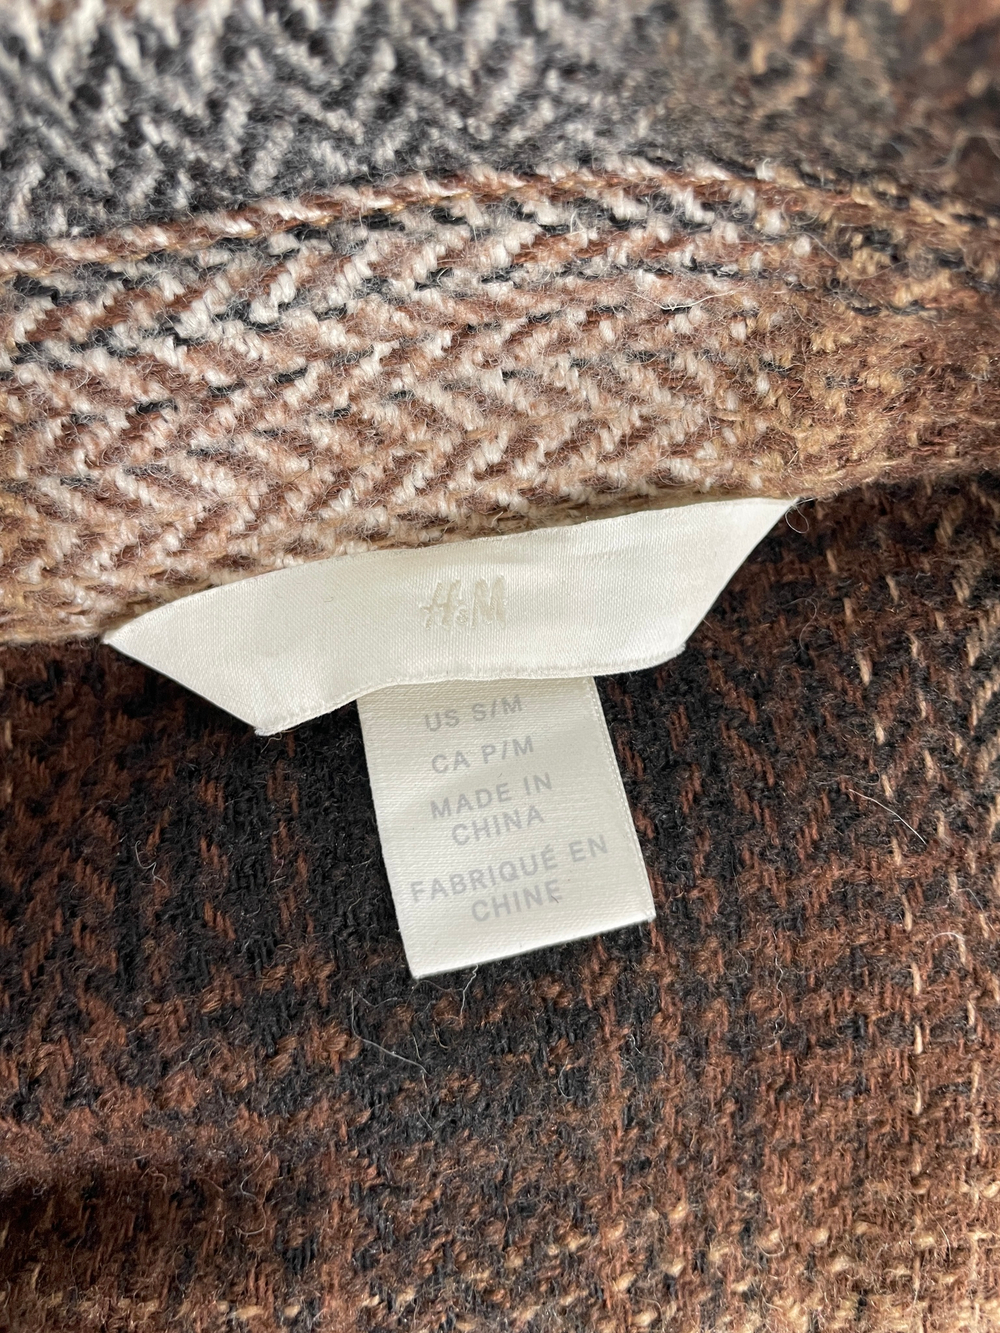 H&M
US S/M
CA P/M
MADE IN
CHINA
FABRIQUÉ EN
CHINE